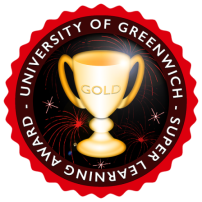 - UNIVERSITY OF GREENWICH - SUPER LEARNING AWARD
GOLD